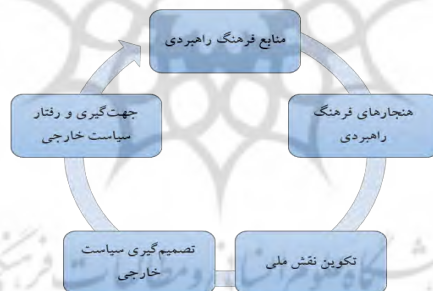 منابع فرهنگ راهبردی
هنجارهای فرهنگ
راهبردی
تکوین نقش ملی
تصمیم‌گیری سیاست
خارجی
جهت‌گیری و رفتار
سیاست خارجی